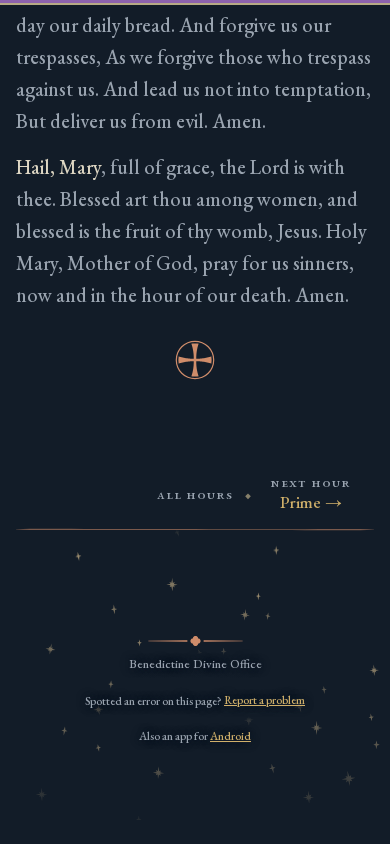 day our daily bread. And forgive us our
trespasses, As we forgive those who trespass
against us. And lead us not into temptation,
But deliver us from evil. Amen.
Hail, Mary, full of grace, the Lord is with
thee. Blessed art thou among women, and
blessed is the fruit of thy womb, Jesus. Holy
Mary, Mother of God, pray for us sinners,
now and in the hour of our death. Amen.
ALL HOURS
NEXT HOUR
Prime →
Benedictine Divine Office
Spotted an error on this page? Report a problem
Also an app for Android